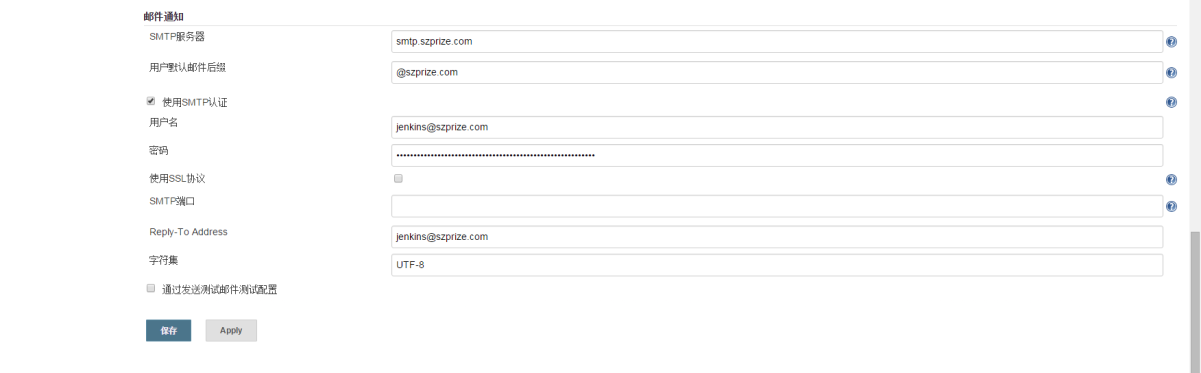 邮件通知
SMTP服务器
smtp.szprize.com
用户默认邮件后缀
@szprize.com
使用SMTP认证
用户名
jenkins@szprize.com
密码
••••••••••••••••••••••••••••••••••••••••••••••••••••••••••
使用SSL协议
SMTP端口
Reply-To Address
jenkins@szprize.com
字符集
UTF-8
通过发送测试邮件测试配置
保存 Apply